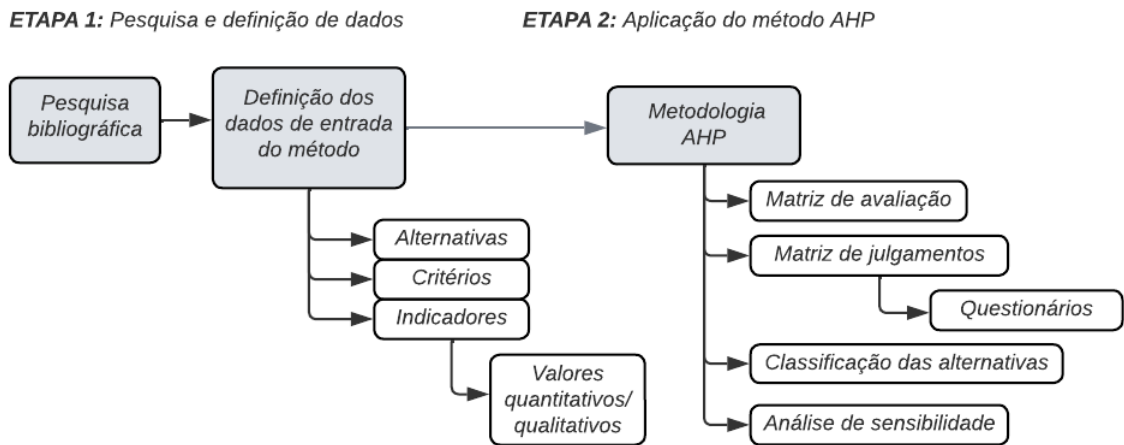 ETAPA 1: Pesquisa e definição de dados
ETAPA 2: Aplicação do método AHP
Pesquisa
bibliográfica
Definição dos
dados de entrada
do método
Alternativas
Critérios
Indicadores
Valores
quantitativos/
qualitativos
Metodologia
AHP
Matriz de avaliação
Matriz de julgamentos
Questionários
Classificação das alternativas
Análise de sensibilidade